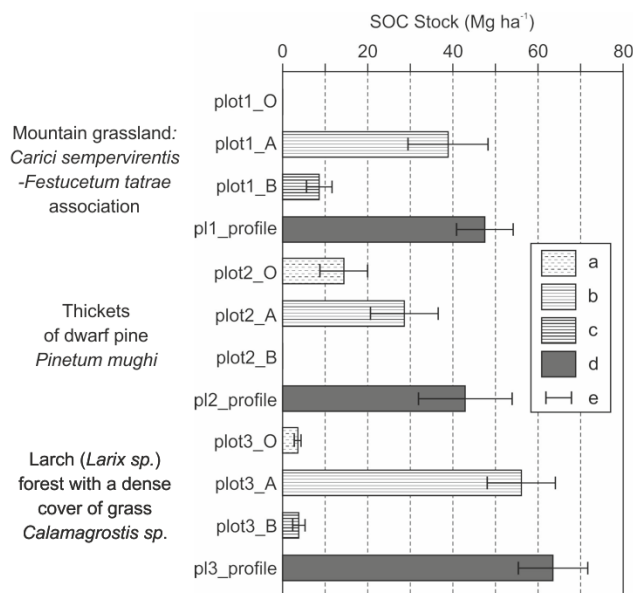 SOC Stock (Mg ha⁻¹)
0 20 40 60 80
plot1_O
Mountain grassland:
Carici sempervirentis
-Festucetum tatrae
association
plot1_A
plot1_B
pl1_profile
plot2_O
Thickets
of dwarf pine
Pinetum mughi
plot2_A
plot2_B
pl2_profile
plot3_O
Larch (Larix sp.)
forest with a dense
cover of grass
Calamagrostis sp.
plot3_A
plot3_B
pl3_profile
a
b
c
d
e